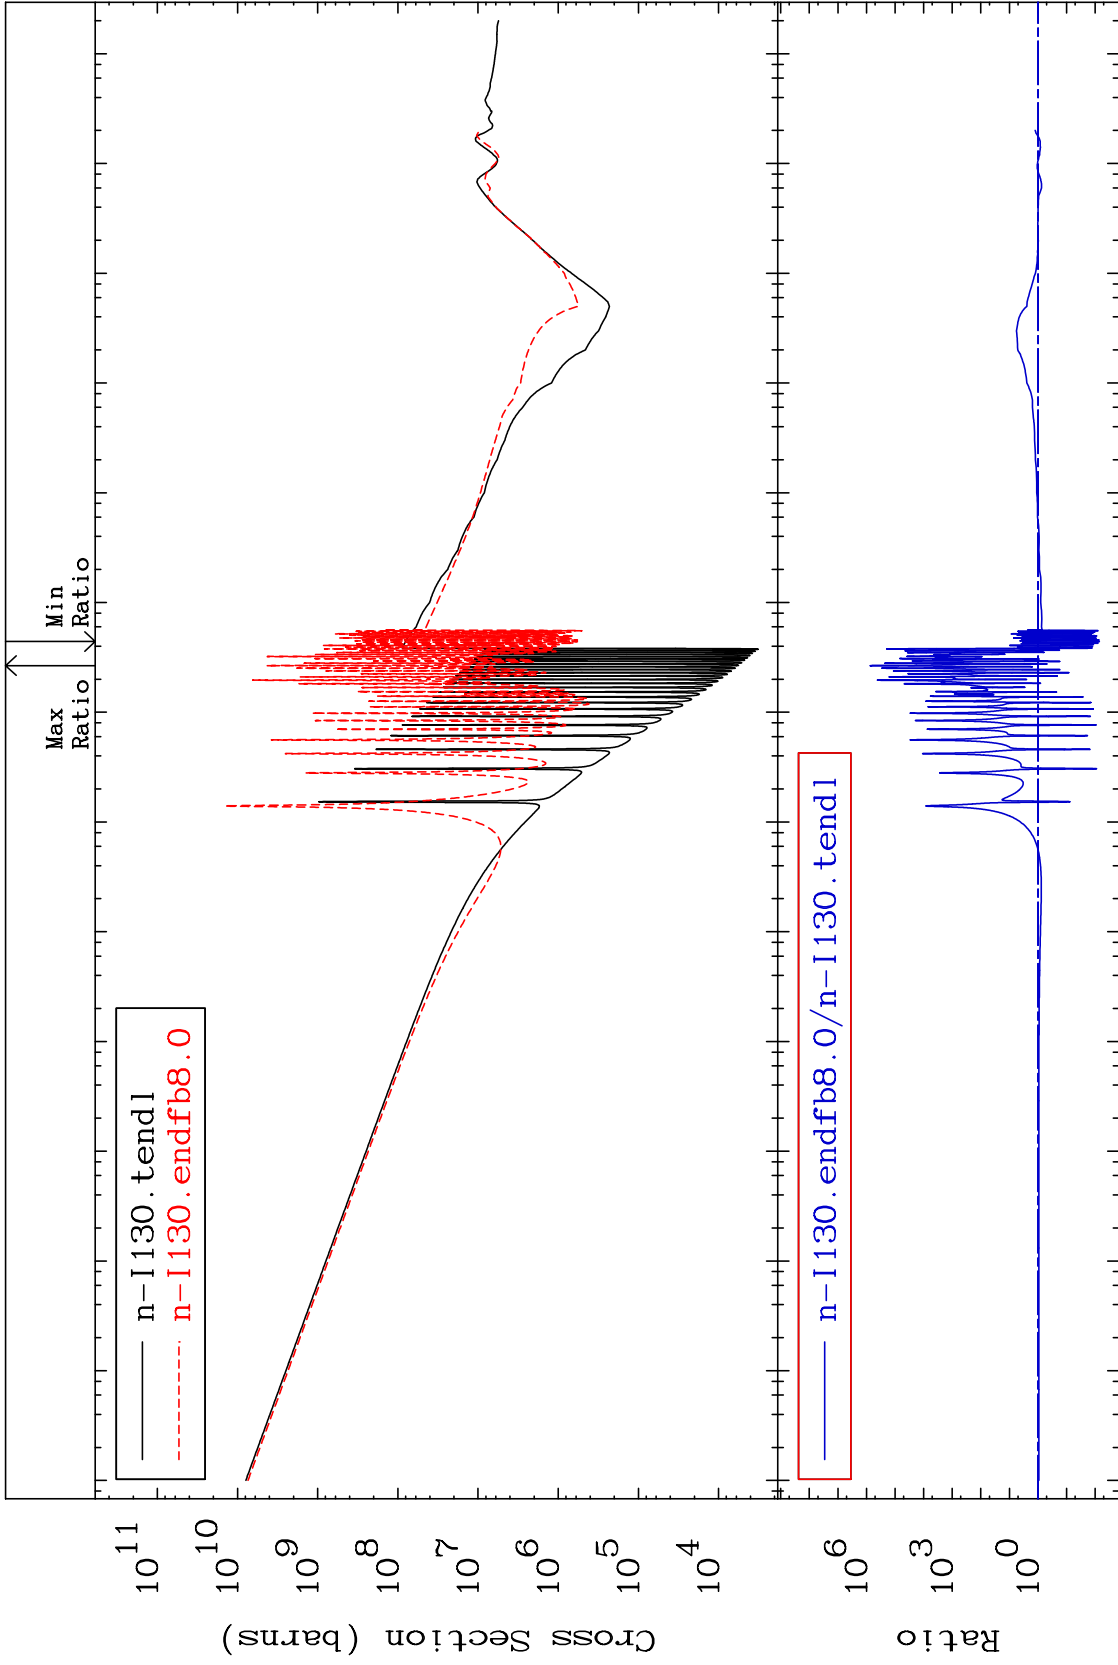 Max
Ratio
Min
Ratio
n-I130.tendl
n-I130.endfb8.0
10^11
10^10
10^9
10^8
10^7
10^6
10^5
10^4
Cross Section (barns)
n-I130.endfb8.0/n-I130.tendl
10^6
10^3
10^0
Ratio